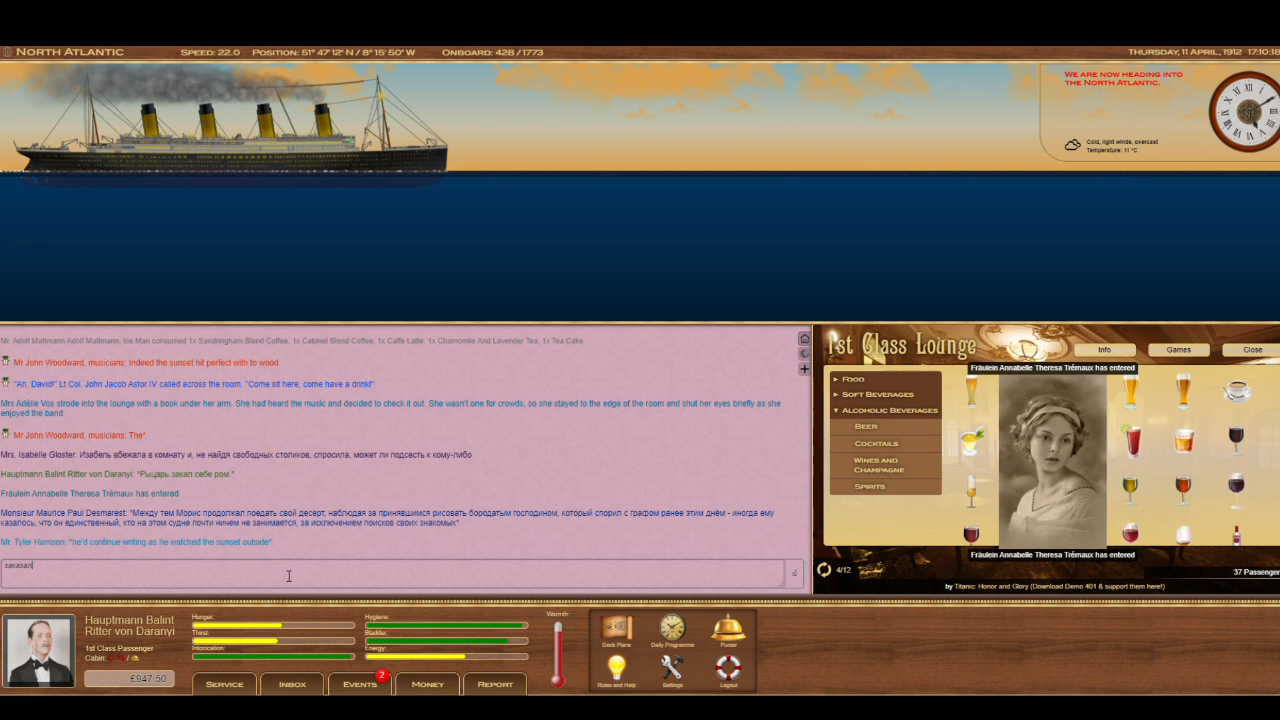 NORTH ATLANTIC SPEED: 22.0 POSITION: 51° 47' 12" N / 8° 15' 50" W ONBOARD: 428 / 1773 THURSDAY, 11 APRIL, 1912 17:10:18
WE ARE NOW HEADING INTO
THE NORTH ATLANTIC.
Cold, light winds, overcast
Temperature: 11 °C
Mr. Adolf Mattmann Adolf Mattmann, Ice Man consumed 1x Sandringham Blend Coffee, 1x Cabinet Blend Coffee, 1x Caffe Latte, 1x Chamomile And Lavender Tea, 1x Tea Cake.
Mr John Woodward, musicians: Indeed the sunset hit perfect with to wood
"Ah, David!" Lt Col. John Jacob Astor IV called across the room. "Come sit here, come have a drink!"
Mrs Adèlie Vos strode into the lounge with a book under her arm. She had heard the music and decided to check it out. She wasn't one for crowds, so she stayed to the edge of the room and shut her eyes briefly as she
enjoyed the band.
Mr John Woodward, musicians: The*
Mrs. Isabelle Gloster: Изабель вбежала в комнату и, не найдя свободных столиков, спросила, может ли подсесть к кому-либо
Hauptmann Balint Ritter von Daranyi: *Рыцарь закал себе ром.*
Fräulein Annabelle Theresa Trémaux has entered
Monsieur Maurice Paul Desmarest: *Между тем Морис продолжал поедать свой десерт, наблюдая за принявшимся рисовать бородатым господином, который спорил с графом ранее этим днём - иногда ему
казалось, что он единственный, кто на этом судне почти ничем не занимается, за исключением поисков своих знакомых*
Mr. Tyler Harrison: *he'd continue writing as he watched the sunset outside*
заказал
1st Class Lounge
Info Games Close
Fräulein Annabelle Theresa Trémaux has entered
FOOD
SOFT BEVERAGES
ALCOHOLIC BEVERAGES
BEER
COCKTAILS
WINES AND
CHAMPAGNE
SPIRITS
Fräulein Annabelle Theresa Trémaux has entered
4/12
37 Passenger
by Titanic: Honor and Glory (Download Demo 401 & support them here!)
Hauptmann Balint
Ritter von Daranyi
1st Class Passenger
Cabin:
£947.50
Hunger: Hygiene:
Thirst: Bladder:
Intoxication: Energy:
Warmth:
SERVICE INBOX EVENTS 2 MONEY REPORT
Deck Plans Daily Programme Purser
Rules and Help Settings Logout